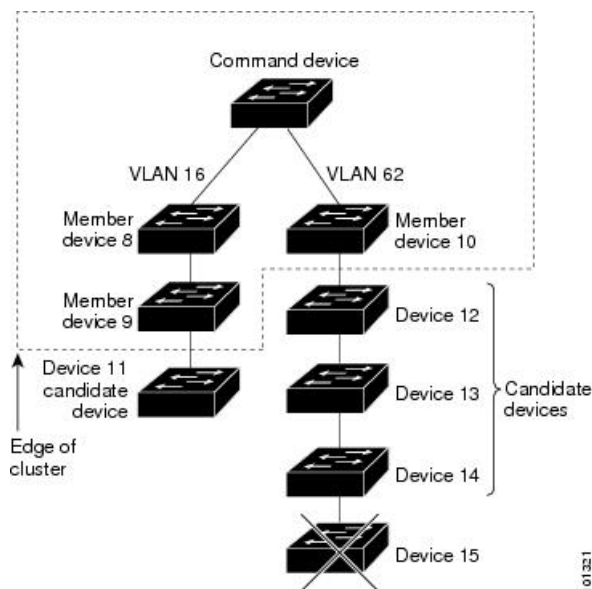 Command device
VLAN 16
VLAN 62
Member
device 8
Member
device 10
Member
device 9
Device 12
Device 11
candidate
device
Device 13
Candidate
devices
Edge of
cluster
Device 14
Device 15
01321